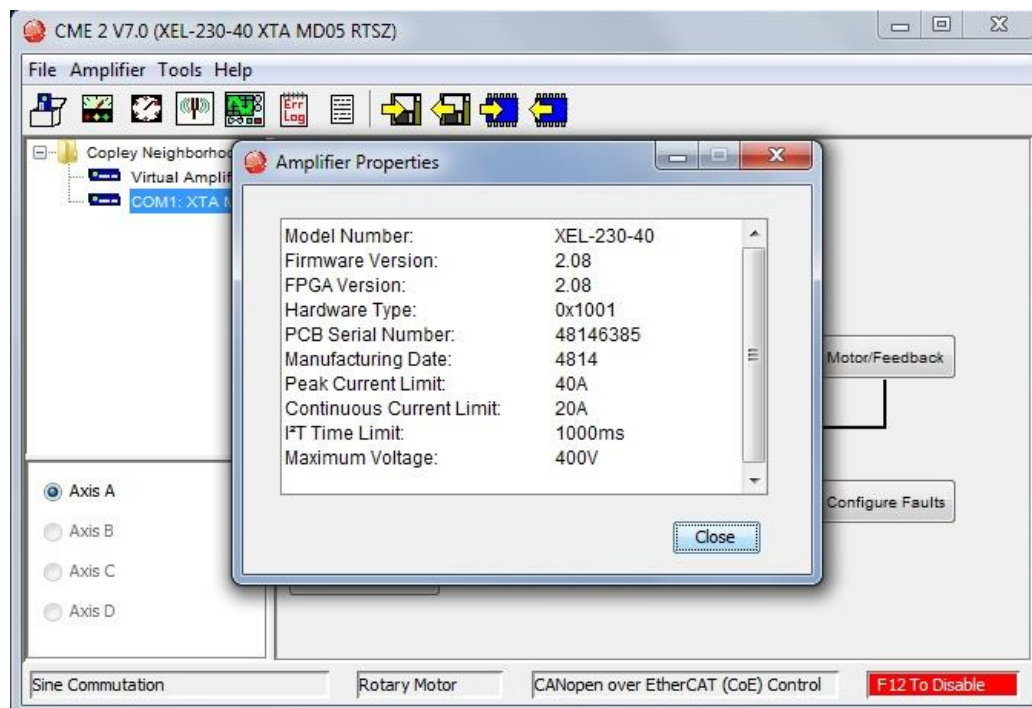 CME 2 V7.0 (XEL-230-40 XTA MD05 RTSZ)
File Amplifier Tools Help
Err
Log
Copley Neighborhoo
Virtual Amplif
COM1: XTA M
Amplifier Properties
Model Number: XEL-230-40
Firmware Version: 2.08
FPGA Version: 2.08
Hardware Type: 0x1001
PCB Serial Number: 48146385
Manufacturing Date: 4814
Peak Current Limit: 40A
Continuous Current Limit: 20A
I²T Time Limit: 1000ms
Maximum Voltage: 400V
Close
Motor/Feedback
Configure Faults
Axis A
Axis B
Axis C
Axis D
Sine Commutation
Rotary Motor
CANopen over EtherCAT (CoE) Control
F12 To Disable